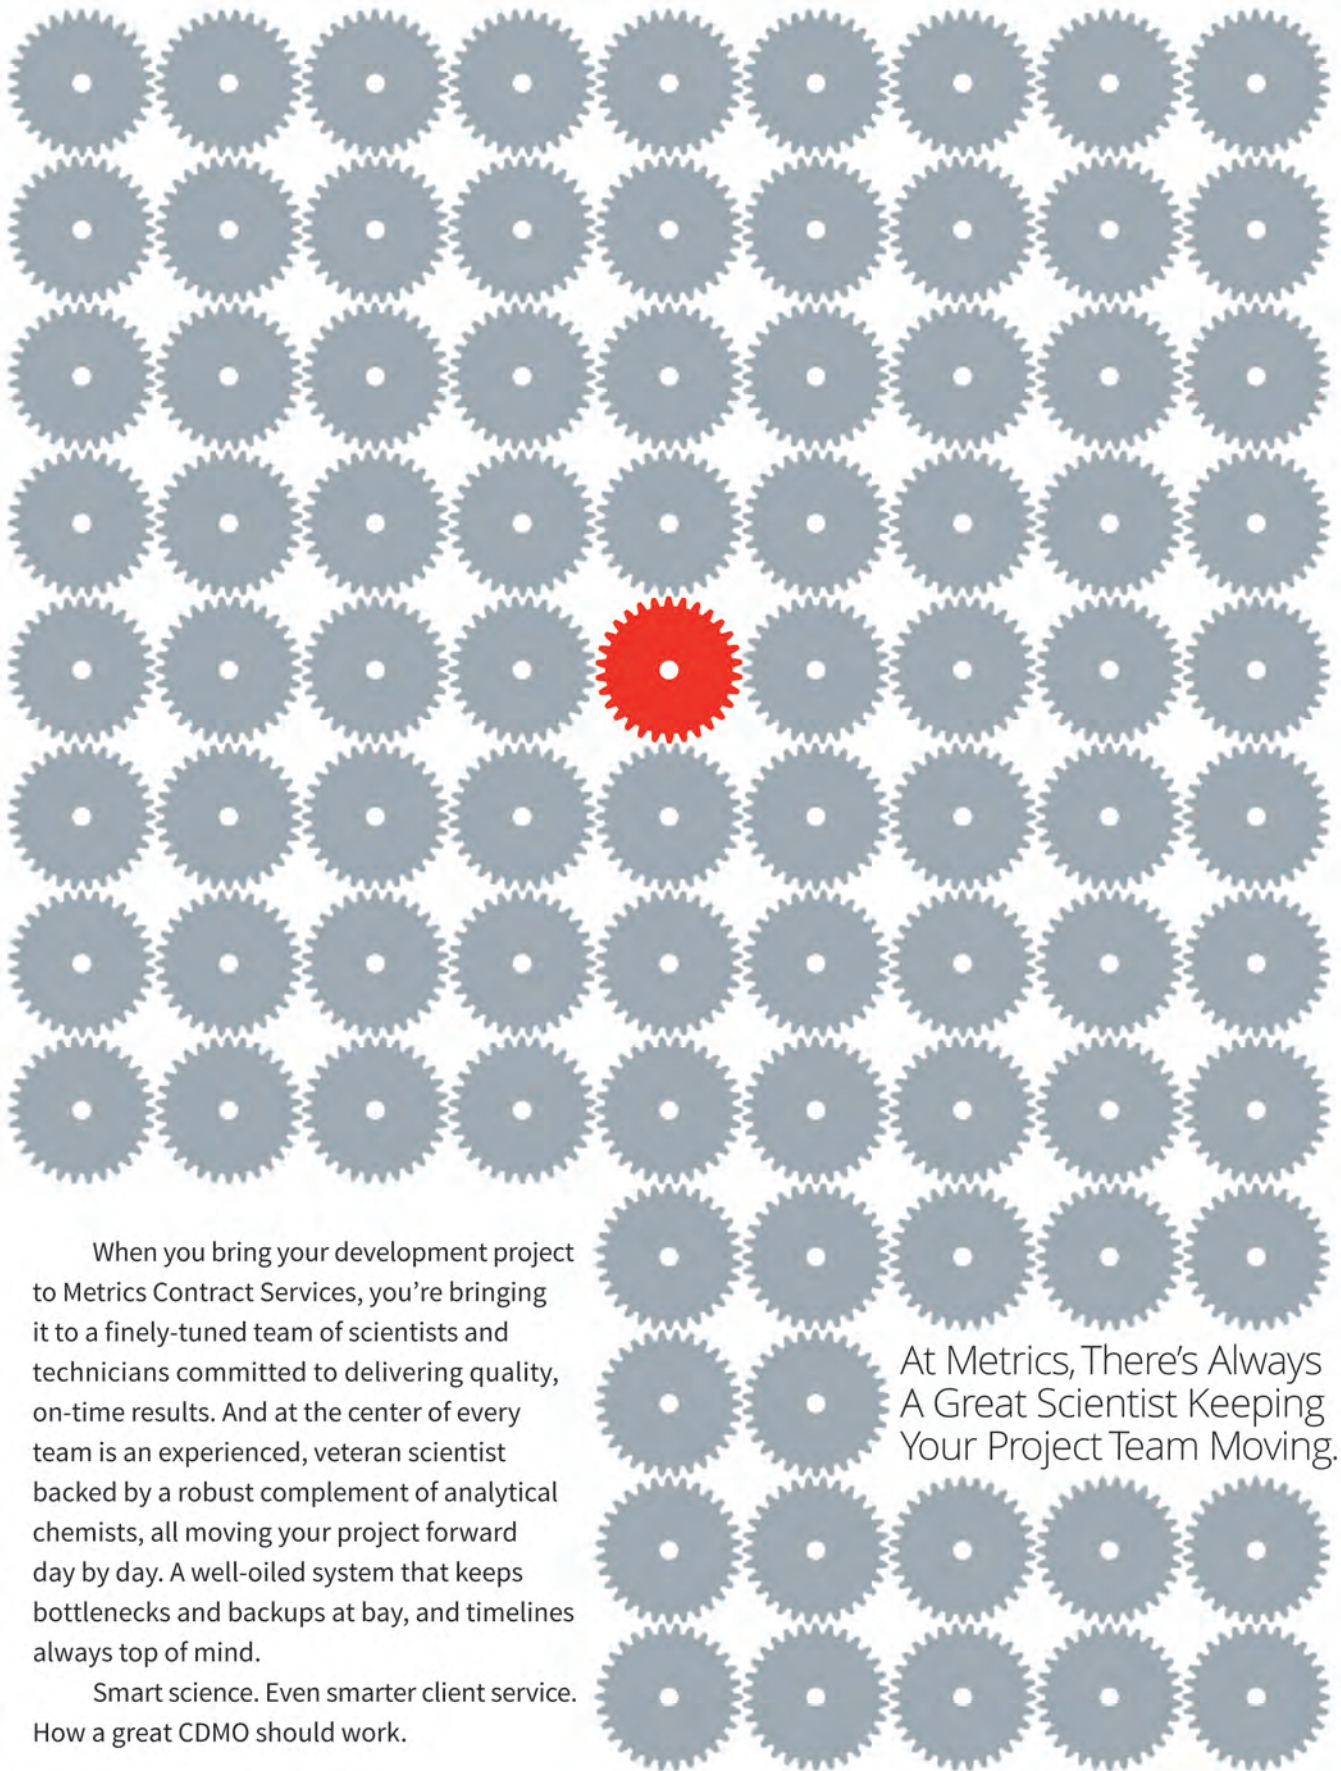 When you bring your development project
to Metrics Contract Services, you’re bringing
it to a finely-tuned team of scientists and
technicians committed to delivering quality,
on-time results. And at the center of every
team is an experienced, veteran scientist
backed by a robust complement of analytical
chemists, all moving your project forward
day by day. A well-oiled system that keeps
bottlenecks and backups at bay, and timelines
always top of mind.
Smart science. Even smarter client service.
How a great CDMO should work.
At Metrics, There’s Always
A Great Scientist Keeping
Your Project Team Moving.